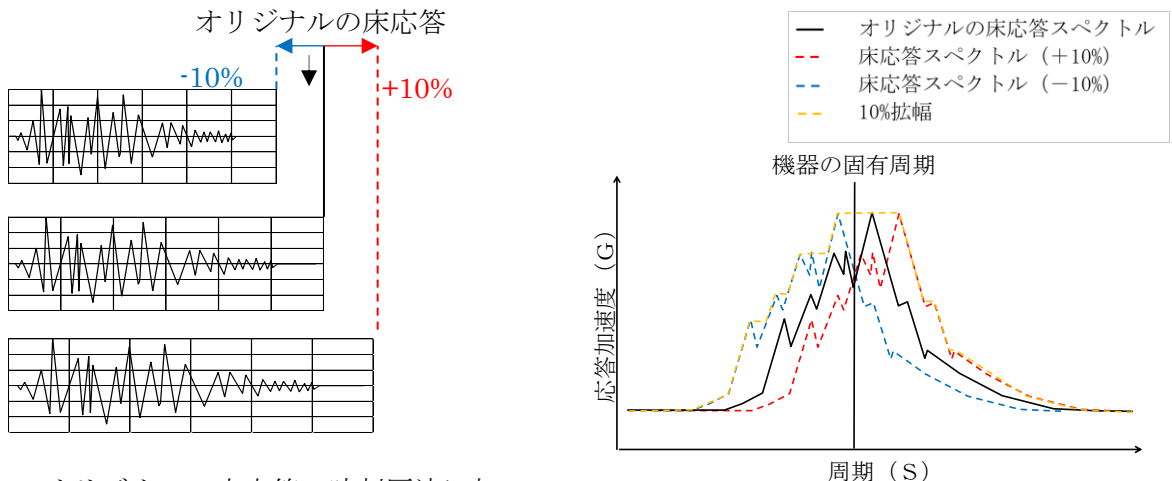 オリジナルの床応答
-10%
+10%
オリジナルの床応答スペクトル
床応答スペクトル（＋10%）
床応答スペクトル（－10%）
10%拡幅
機器の固有周期
応答加速度（G）
周期（S）